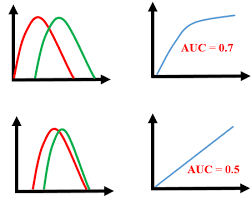 AUC = 0.7
AUC = 0.5